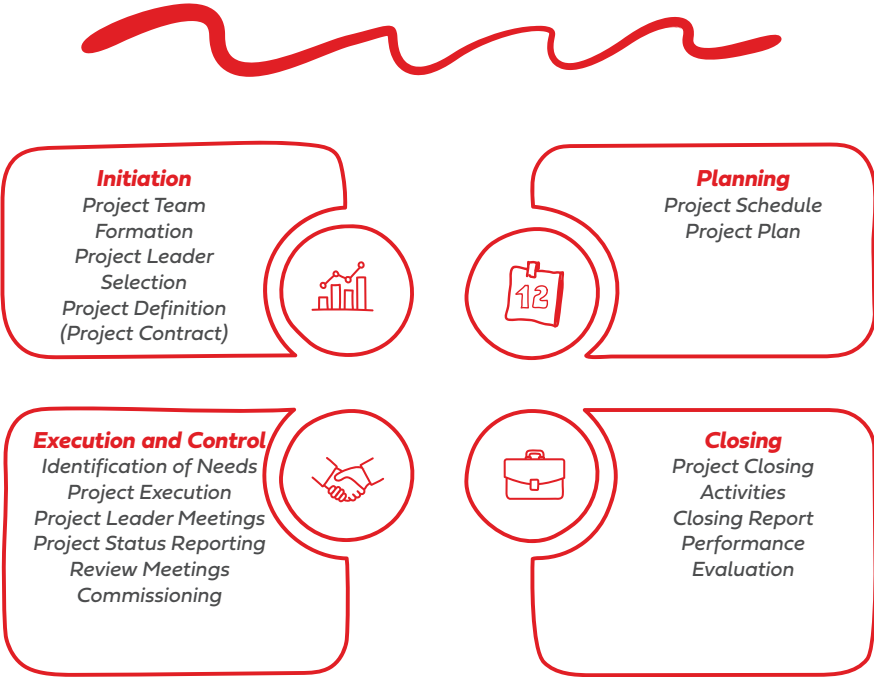 Initiation
Project Team
Formation
Project Leader
Selection
Project Definition
(Project Contract)
Planning
Project Schedule
Project Plan
12
Execution and Control
Identification of Needs
Project Execution
Project Leader Meetings
Project Status Reporting
Review Meetings
Commissioning
Closing
Project Closing
Activities
Closing Report
Performance
Evaluation